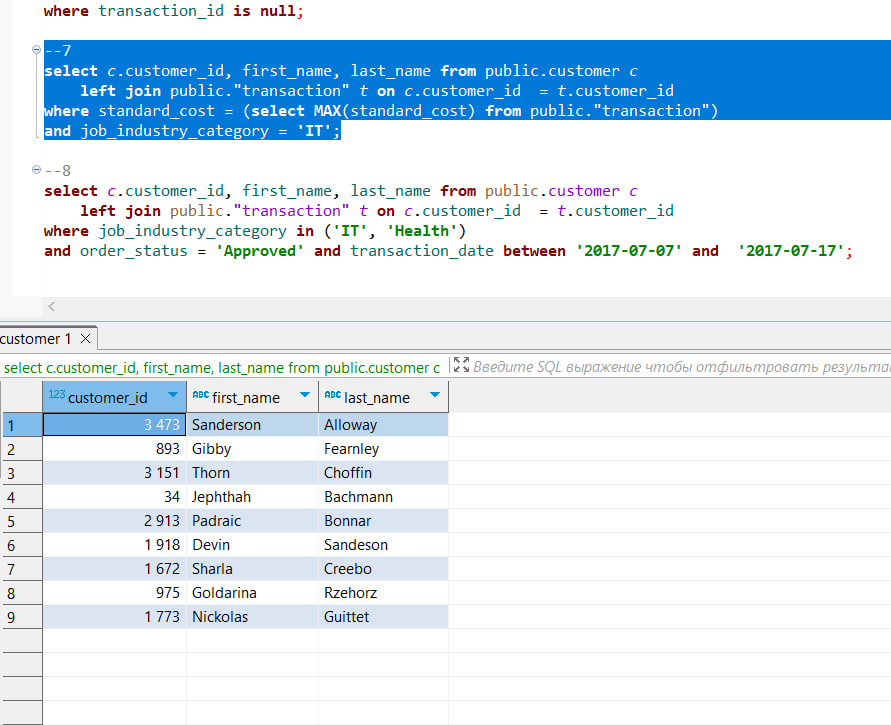 where transaction_id is null;
--7
select c.customer_id, first_name, last_name from public.customer c
left join public."transaction" t on c.customer_id  = t.customer_id
where standard_cost = (select MAX(standard_cost) from public."transaction")
and job_industry_category = 'IT';
--8
select c.customer_id, first_name, last_name from public.customer c
left join public."transaction" t on c.customer_id  = t.customer_id
where job_industry_category in ('IT', 'Health')
and order_status = 'Approved' and transaction_date between '2017-07-07' and  '2017-07-17';
customer 1
select c.customer_id, first_name, last_name from public.customer c Введите SQL выражение чтобы отфильтровать
123 customer_id ABC first_name ABC last_name
1 3 473 Sanderson Alloway
2 893 Gibby Fearnley
3 3 151 Thorn Choffin
4 34 Jephthah Bachmann
5 2 913 Padraic Bonnar
6 1 918 Devin Sandeson
7 1 672 Sharla Creebo
8 975 Goldarina Rzehorz
9 1 773 Nickolas Guittet